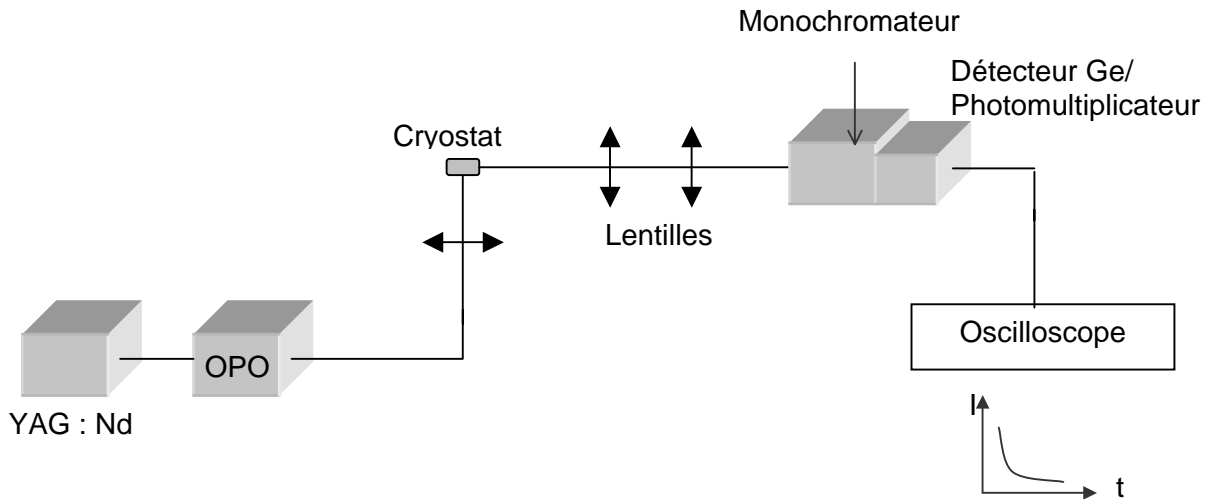 Monochromateur
Détecteur Ge/
Photomultiplicateur
Cryostat
Lentilles
Oscilloscope
OPO
YAG : Nd
I
t